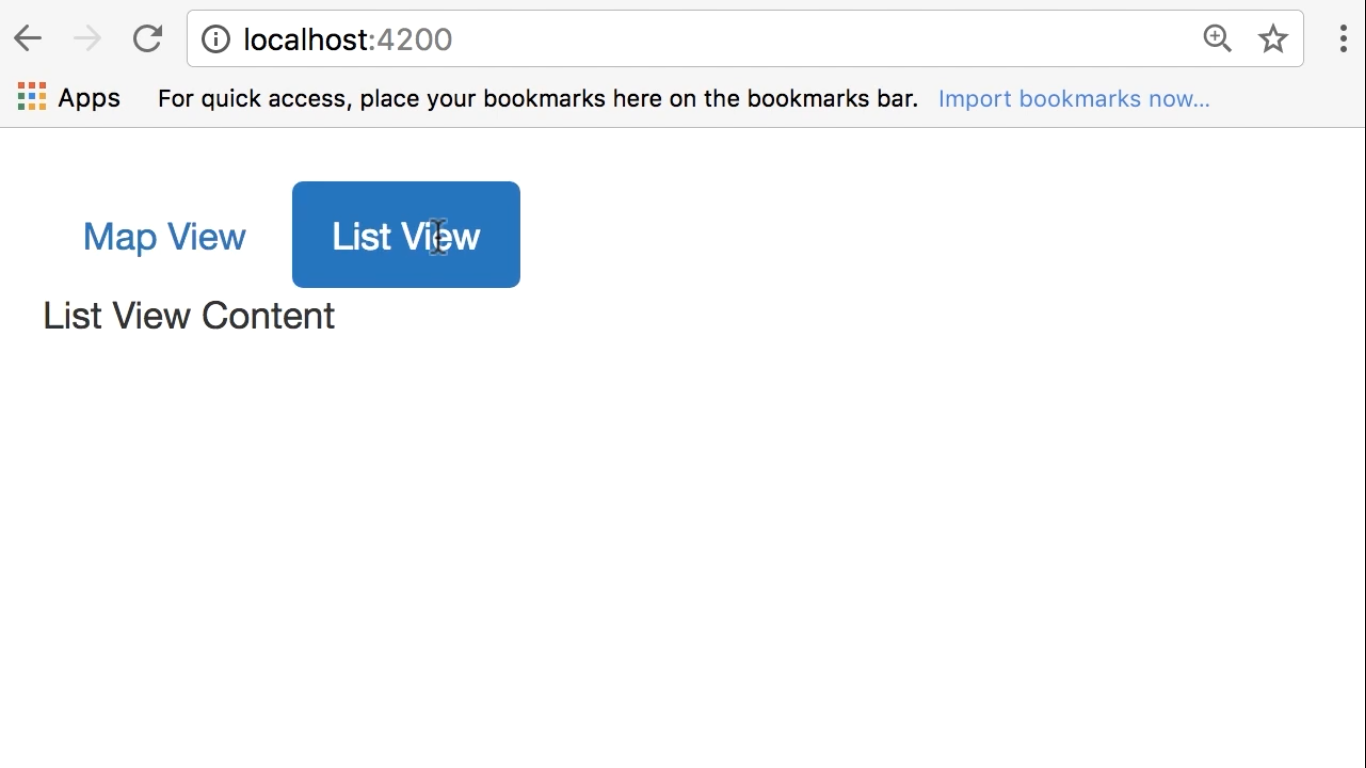 localhost:4200
Apps For quick access, place your bookmarks here on the bookmarks bar. Import bookmarks now...
Map View List View
List View Content